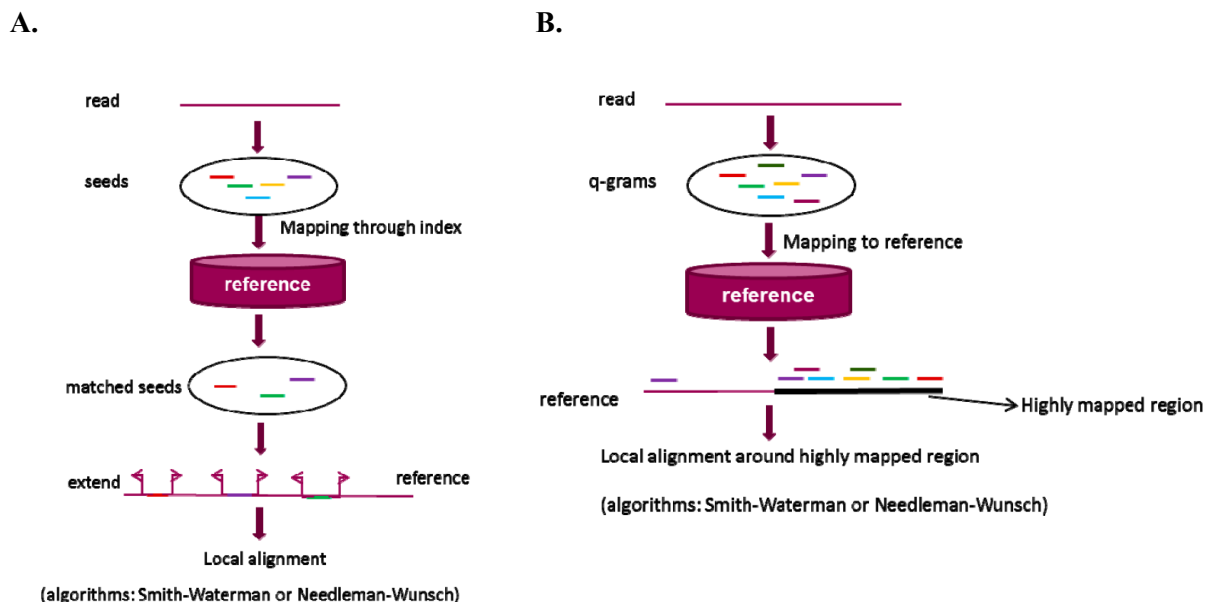 A.
read
seeds
Mapping through index
reference
matched seeds
extend
reference
Local alignment
(algorithms: Smith-Waterman or Needleman-Wunsch)
B.
read
q-grams
Mapping to reference
reference
reference
Highly mapped region
Local alignment around highly mapped region
(algorithms: Smith-Waterman or Needleman-Wunsch)